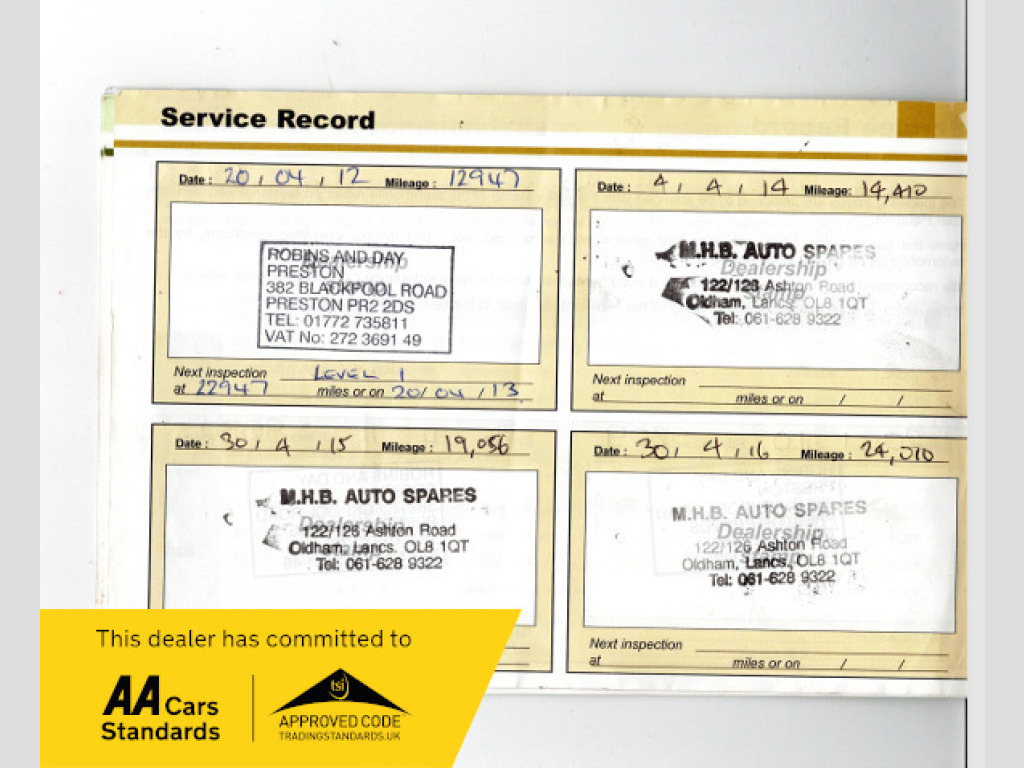 Service Record
Date: 20 / 04 / 12 Mileage: 12947
ROBINS AND DAY
PRESTON
382 BLACKPOOL ROAD
PRESTON PR2 2DS
TEL: 01772 735811
VAT No: 272 3691 49
Dealership
Next inspection LEVEL 1
at 22947 miles or on 20/ 04 / 13
Date: 4 / 4 / 14 Mileage: 14,410
M.H.B. AUTO SPARES
Dealership
122/126 Ashton Road
Oldham, Lancs. OL8 1QT
Tel: 061-628 9322
Next inspection
at miles or on / /
Date: 30 / 4 / 15 Mileage: 19,056
M.H.B. AUTO SPARES
Dealership
122/126 Ashton Road
Oldham, Lancs. OL8 1QT
Tel: 061-628 9322
Date: 30 / 4 / 16 Mileage: 24,010
M.H.B. AUTO SPARES
Dealership
122/126 Ashton Road
Oldham, Lancs. OL8 1QT
Tel: 061-628 9322
Next inspection
at miles or on / /
This dealer has committed to
AA Cars
Standards
tsi
APPROVED CODE
TRADINGSTANDARDS.UK